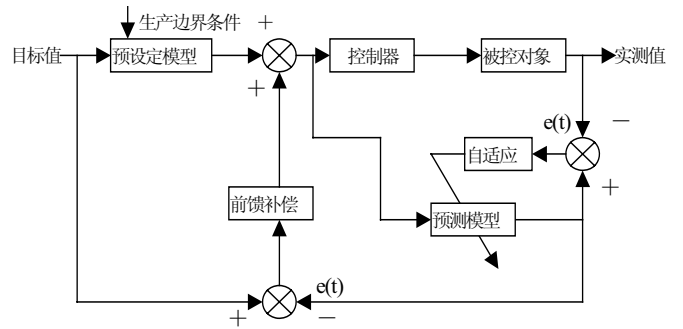 生产边界条件
＋
目标值
预设定模型
控制器
被控对象
实测值
＋
e(t)
－
自适应
＋
前馈补偿
预测模型
e(t)
＋
－